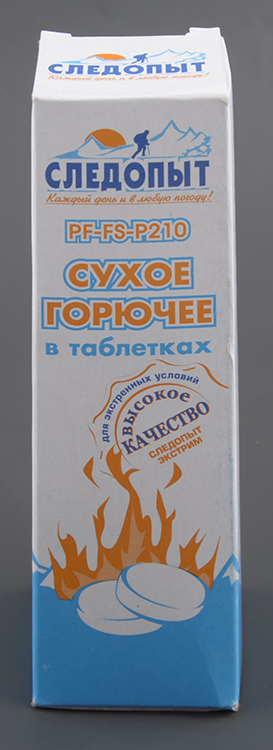 СЛЕДОПЫТ
Каждый день и в любую погоду!
СЛЕДОПЫТ
Каждый день и в любую погоду!
PF-FS-P210
СУХОЕ
ГОРЮЧЕЕ
в таблетках
для экстренных условий
ВЫСОКОЕ
КАЧЕСТВО
СЛЕДОПЫТ
ЭКСТРИМ